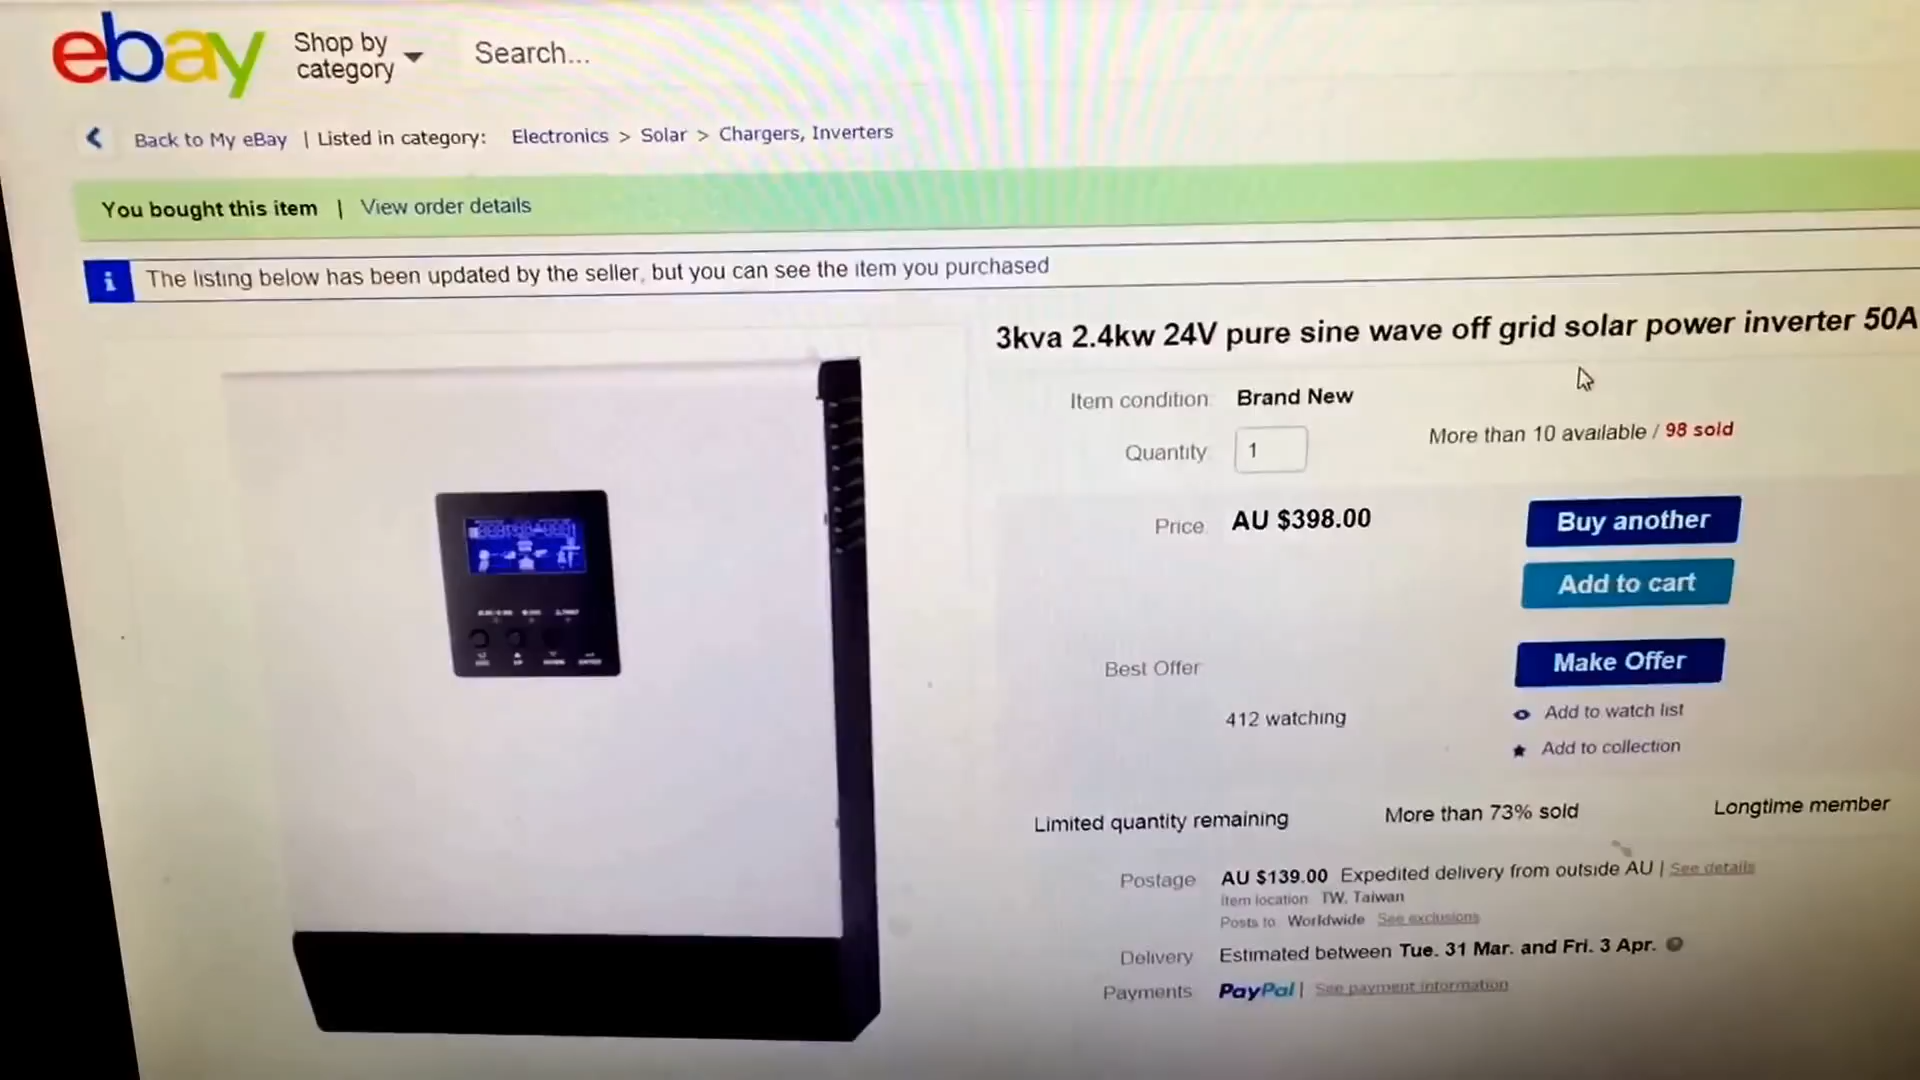 ebay
Shop by
category
Search...
Back to My eBay | Listed in category: Electronics > Solar > Chargers, Inverters
You bought this item | View order details
i The listing below has been updated by the seller, but you can see the item you purchased
3kva 2.4kw 24V pure sine wave off grid solar power inverter 50A
Item condition: Brand New
Quantity: 1 More than 10 available / 98 sold
Price: AU $398.00
Buy another
Add to cart
Best Offer:
Make Offer
412 watching
Add to watch list
Add to collection
Limited quantity remaining More than 73% sold Longtime member
Postage: AU $139.00 Expedited delivery from outside AU | See details
Item location: TW, Taiwan
Posts to: Worldwide See exclusions
Delivery: Estimated between Tue. 31 Mar. and Fri. 3 Apr. ?
Payments: PayPal | See payment information